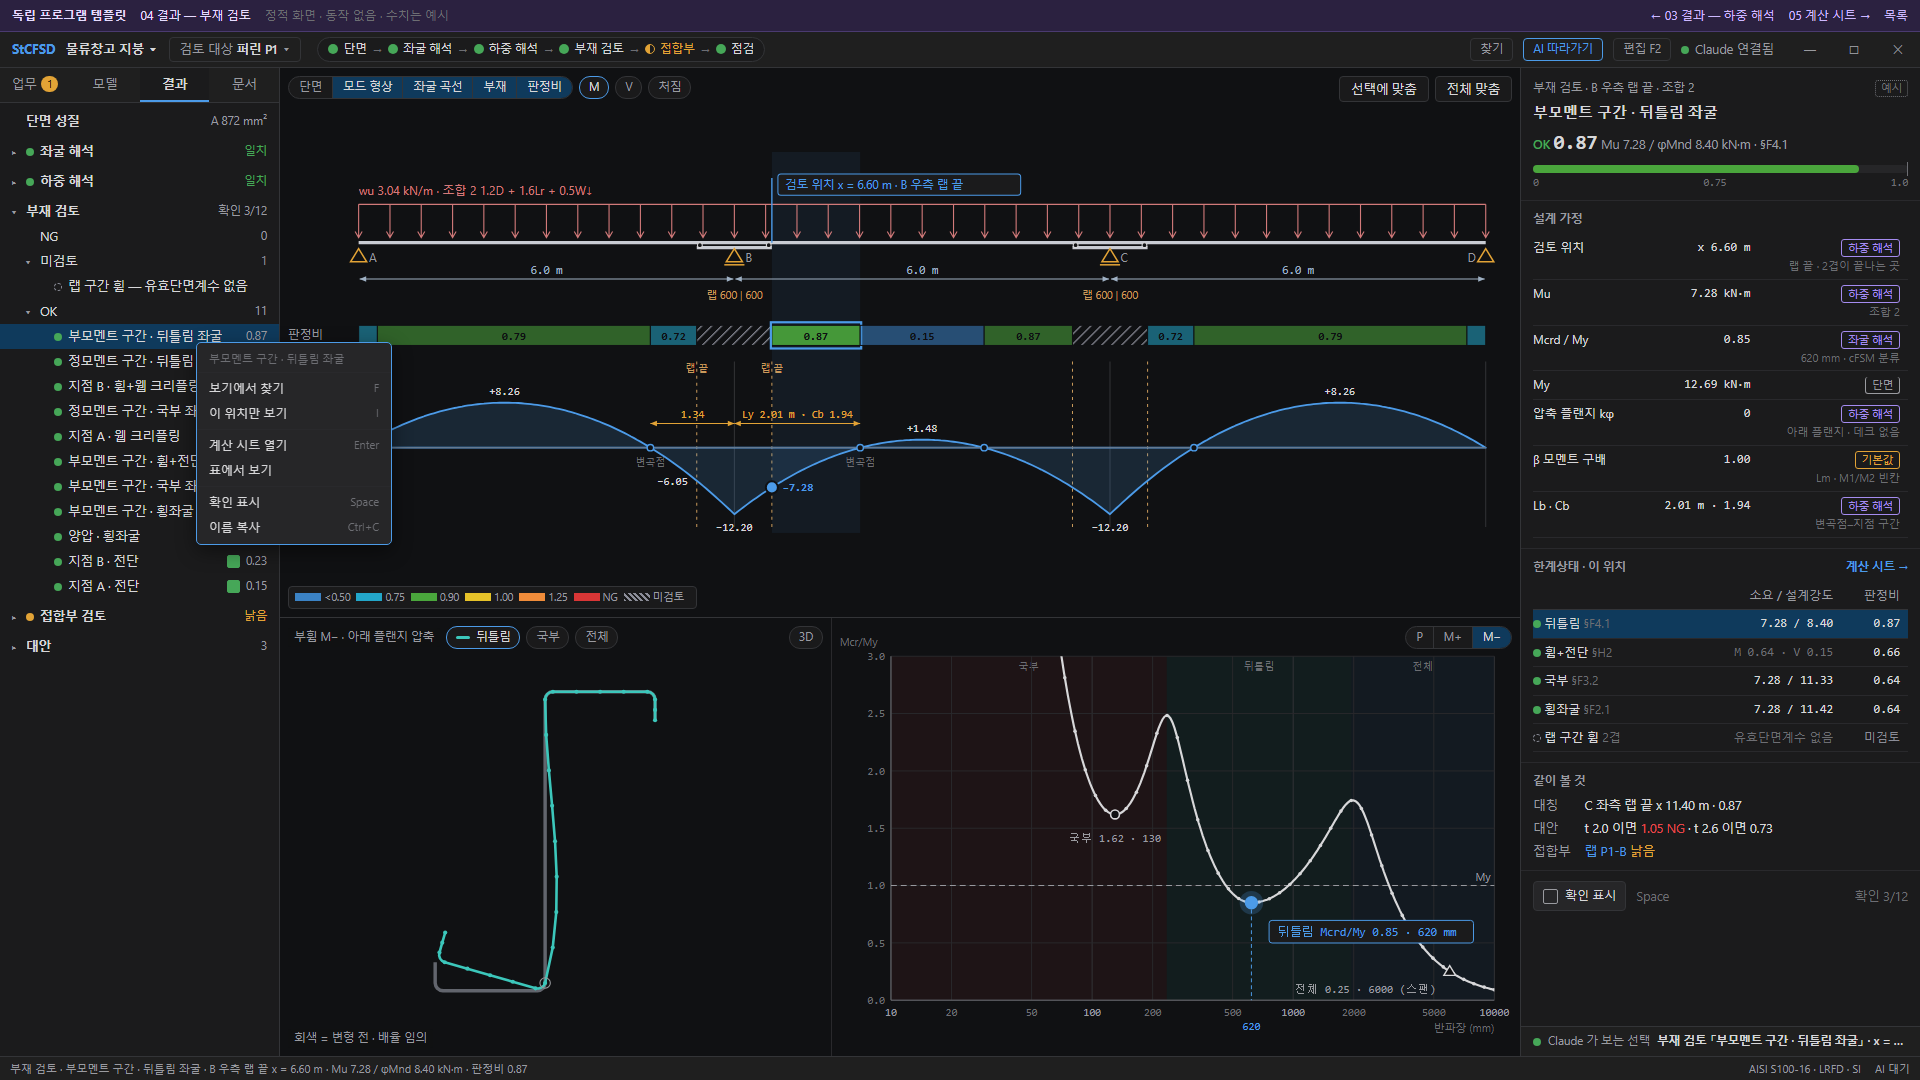 독립 프로그램 템플릿 04 결과 — 부재 검토 정적 화면 · 동작 없음 · 수치는 예시 ← 03 결과 — 하중 해석 05 계산 시트 → 목록
StCFSD 물류창고 지붕 ▾ 검토 대상 퍼린 P1 ▾ 단면 → 좌굴 해석 → 하중 해석 → 부재 검토 → 접합부 → 점검 찾기 AI 따라가기 편집 F2 Claude 연결됨
업무 1 모델 결과 문서
단면 성질 A 872 mm²
좌굴 해석 일치
하중 해석 일치
부재 검토 확인 3/12
NG 0
미검토 1
랩 구간 휨 — 유효단면계수 없음
OK 11
부모멘트 구간 · 뒤틀림 좌굴 0.87
정모멘트 구간 · 뒤틀림
지점 B · 휨+웹 크리플링
정모멘트 구간 · 국부 좌
지점 A · 웹 크리플링
부모멘트 구간 · 휨+전단
부모멘트 구간 · 국부 좌
부모멘트 구간 · 횡좌굴
양압 · 횡좌굴
지점 B · 전단 0.23
지점 A · 전단 0.15
접합부 검토 낡음
대안 3
부모멘트 구간 · 뒤틀림 좌굴
보기에서 찾기 F
이 위치만 보기 I
계산 시트 열기 Enter
표에서 보기
확인 표시 Space
이름 복사 Ctrl+C
단면 모드 형상 좌굴 곡선 부재 판정비 M V 처짐 선택에 맞춤 전체 맞춤
wu 3.04 kN/m · 조합 2 1.2D + 1.6Lr + 0.5W↓
검토 위치 x = 6.60 m · B 우측 랩 끝
A B C D
6.0 m 6.0 m 6.0 m
랩 600 | 600 랩 600 | 600
판정비 0.79 0.72 0.87 0.15 0.87 0.72 0.79
랩 끝 랩 끝
+8.26 1.34 Ly 2.01 m · Cb 1.94 +1.48 +8.26
변곡점 변곡점
−6.05 −7.28
−12.20 −12.20
<0.50 0.75 0.90 1.00 1.25 NG 미검토
부휨 M− · 아래 플랜지 압축 뒤틀림 국부 전체 3D
회색 = 변형 전 · 배율 임의
Mcr/My P M+ M−
3.0 2.5 2.0 1.5 1.0 0.5 0.0
국부 뒤틀림 전체
국부 1.62 · 130
My
뒤틀림 Mcrd/My 0.85 · 620 mm
전체 0.25 · 6000 (스팬)
10 20 50 100 200 500 1000 2000 5000 10000
620 반파장 (mm)
부재 검토 · B 우측 랩 끝 · 조합 2 예시
부모멘트 구간 · 뒤틀림 좌굴
OK 0.87 Mu 7.28 / φMnd 8.40 kN·m · §F4.1
0 0.75 1.0
설계 가정
검토 위치 x 6.60 m 하중 해석
랩 끝 · 2겹이 끝나는 곳
Mu 7.28 kN·m 하중 해석
조합 2
Mcrd / My 0.85 좌굴 해석
620 mm · cFSM 분류
My 12.69 kN·m 단면
압축 플랜지 kφ 0 하중 해석
아래 플랜지 · 데크 없음
β 모멘트 구배 1.00 기본값
Lm · M1/M2 빈칸
Lb · Cb 2.01 m · 1.94 하중 해석
변곡점–지점 구간
한계상태 · 이 위치 계산 시트 →
소요 / 설계강도 판정비
뒤틀림 §F4.1 7.28 / 8.40 0.87
휨+전단 §H2 M 0.64 · V 0.15 0.66
국부 §F3.2 7.28 / 11.33 0.64
횡좌굴 §F2.1 7.28 / 11.42 0.64
랩 구간 휨 2겹 유효단면계수 없음 미검토
같이 볼 것
대칭 C 좌측 랩 끝 x 11.40 m · 0.87
대안 t 2.0 이면 1.05 NG · t 2.6 이면 0.73
접합부 랩 P1-B 낡음
확인 표시 Space 확인 3/12
Claude 가 보는 선택 부재 검토 「부모멘트 구간 · 뒤틀림 좌굴」 · x = ...
부재 검토 · 부모멘트 구간 · 뒤틀림 좌굴 · B 우측 랩 끝 x = 6.60 m · Mu 7.28 / φMnd 8.40 kN·m · 판정비 0.87 AISI S100-16 · LRFD · SI AI 대기